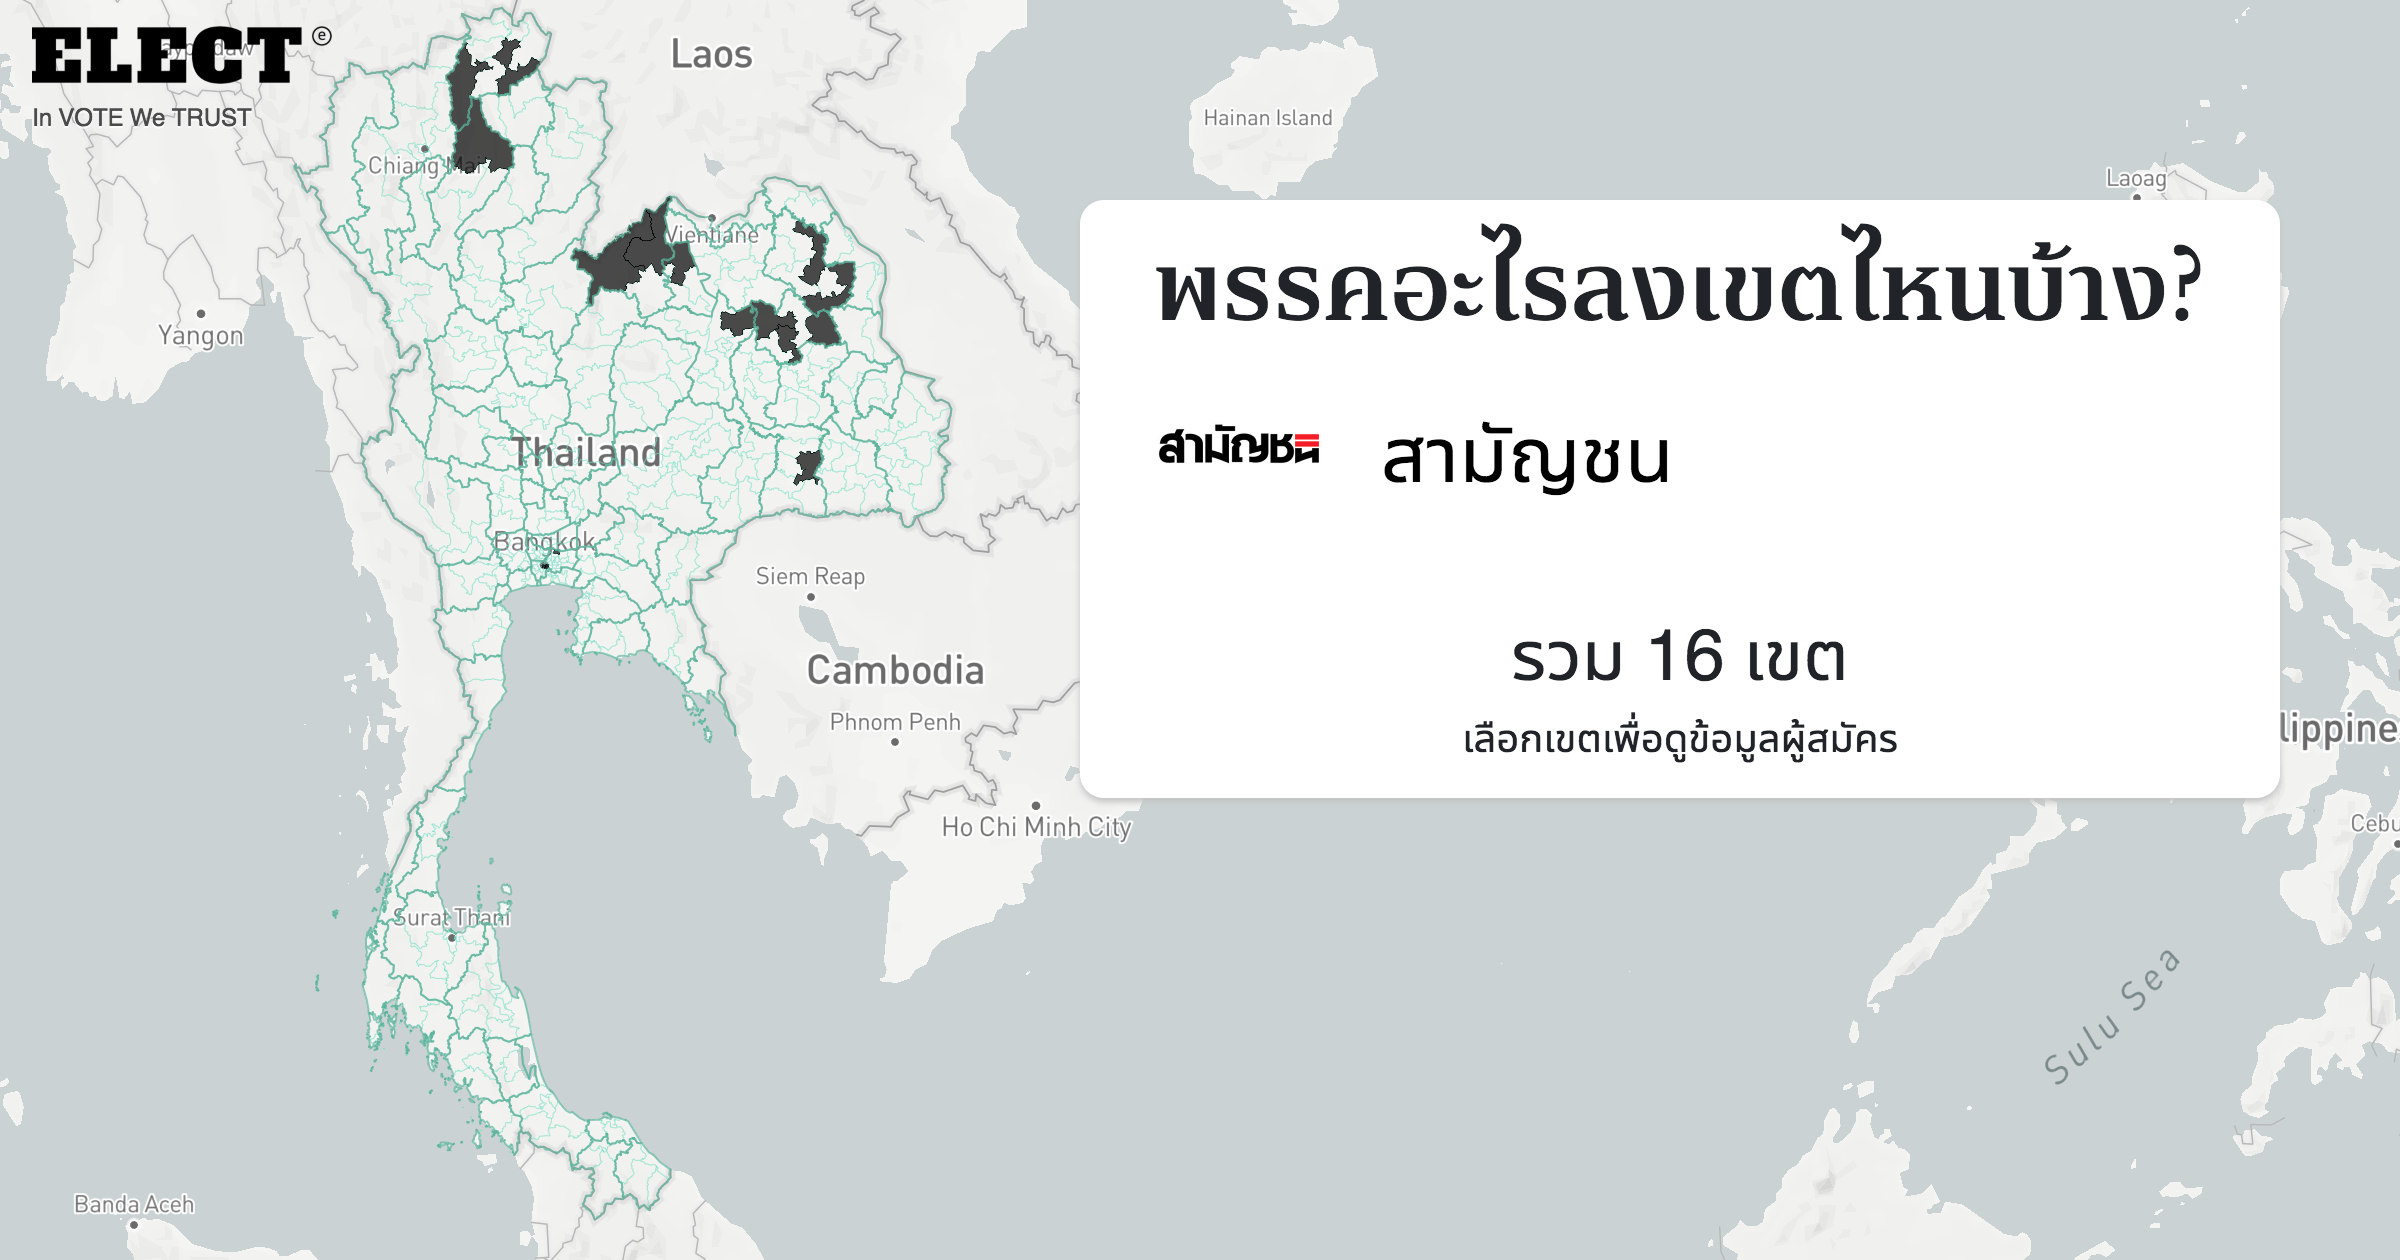 ELECT ⓔ
In VOTE We TRUST
Laos
Hainan Island
Chiang Mai
Laoag
Vientiane
Yangon
พรรคอะไรลงเขตไหนบ้าง?
สามัญชน สามัญชน
Thailand
Bangkok
Siem Reap
Cambodia
รวม 16 เขต
Phnom Penh
เลือกเขตเพื่อดูข้อมูลผู้สมัคร
lippine
Ho Chi Minh City
Cebu
Surat Thani
Sulu Sea
Banda Aceh